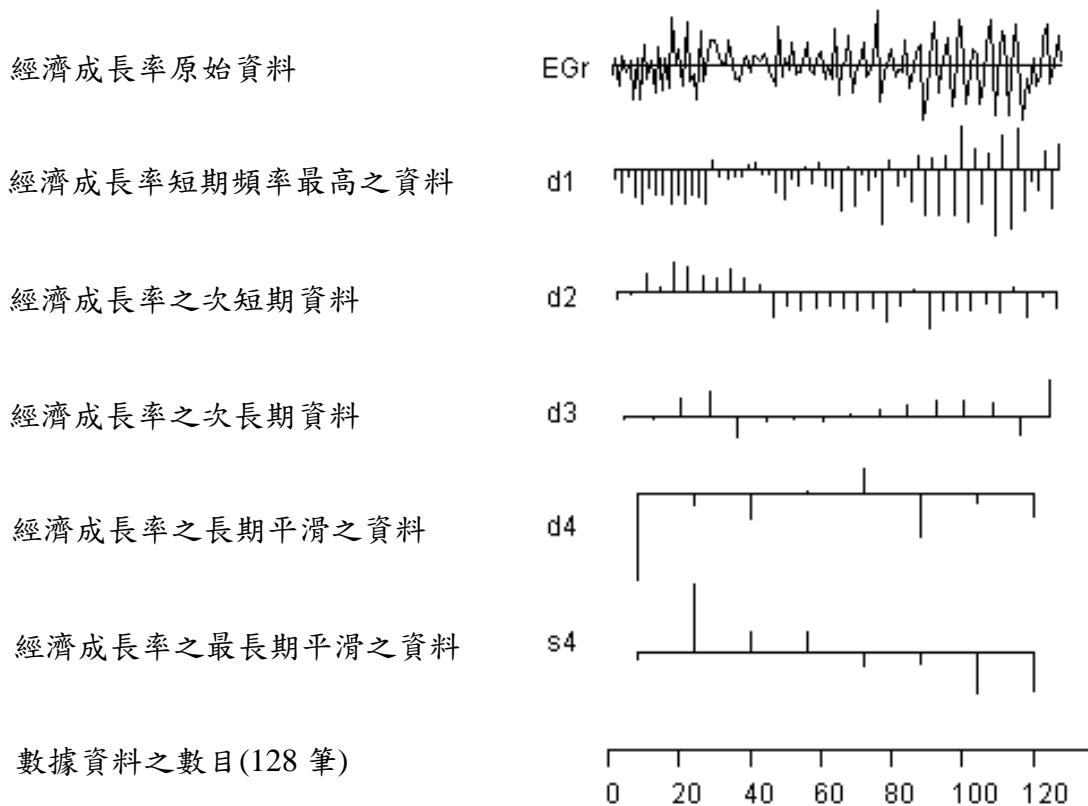 經濟成長率原始資料 EGr
經濟成長率短期頻率最高之資料 d1
經濟成長率之次短期資料 d2
經濟成長率之次長期資料 d3
經濟成長率之長期平滑之資料 d4
經濟成長率之最長期平滑之資料 s4
數據資料之數目(128 筆)
0 20 40 60 80 100 120